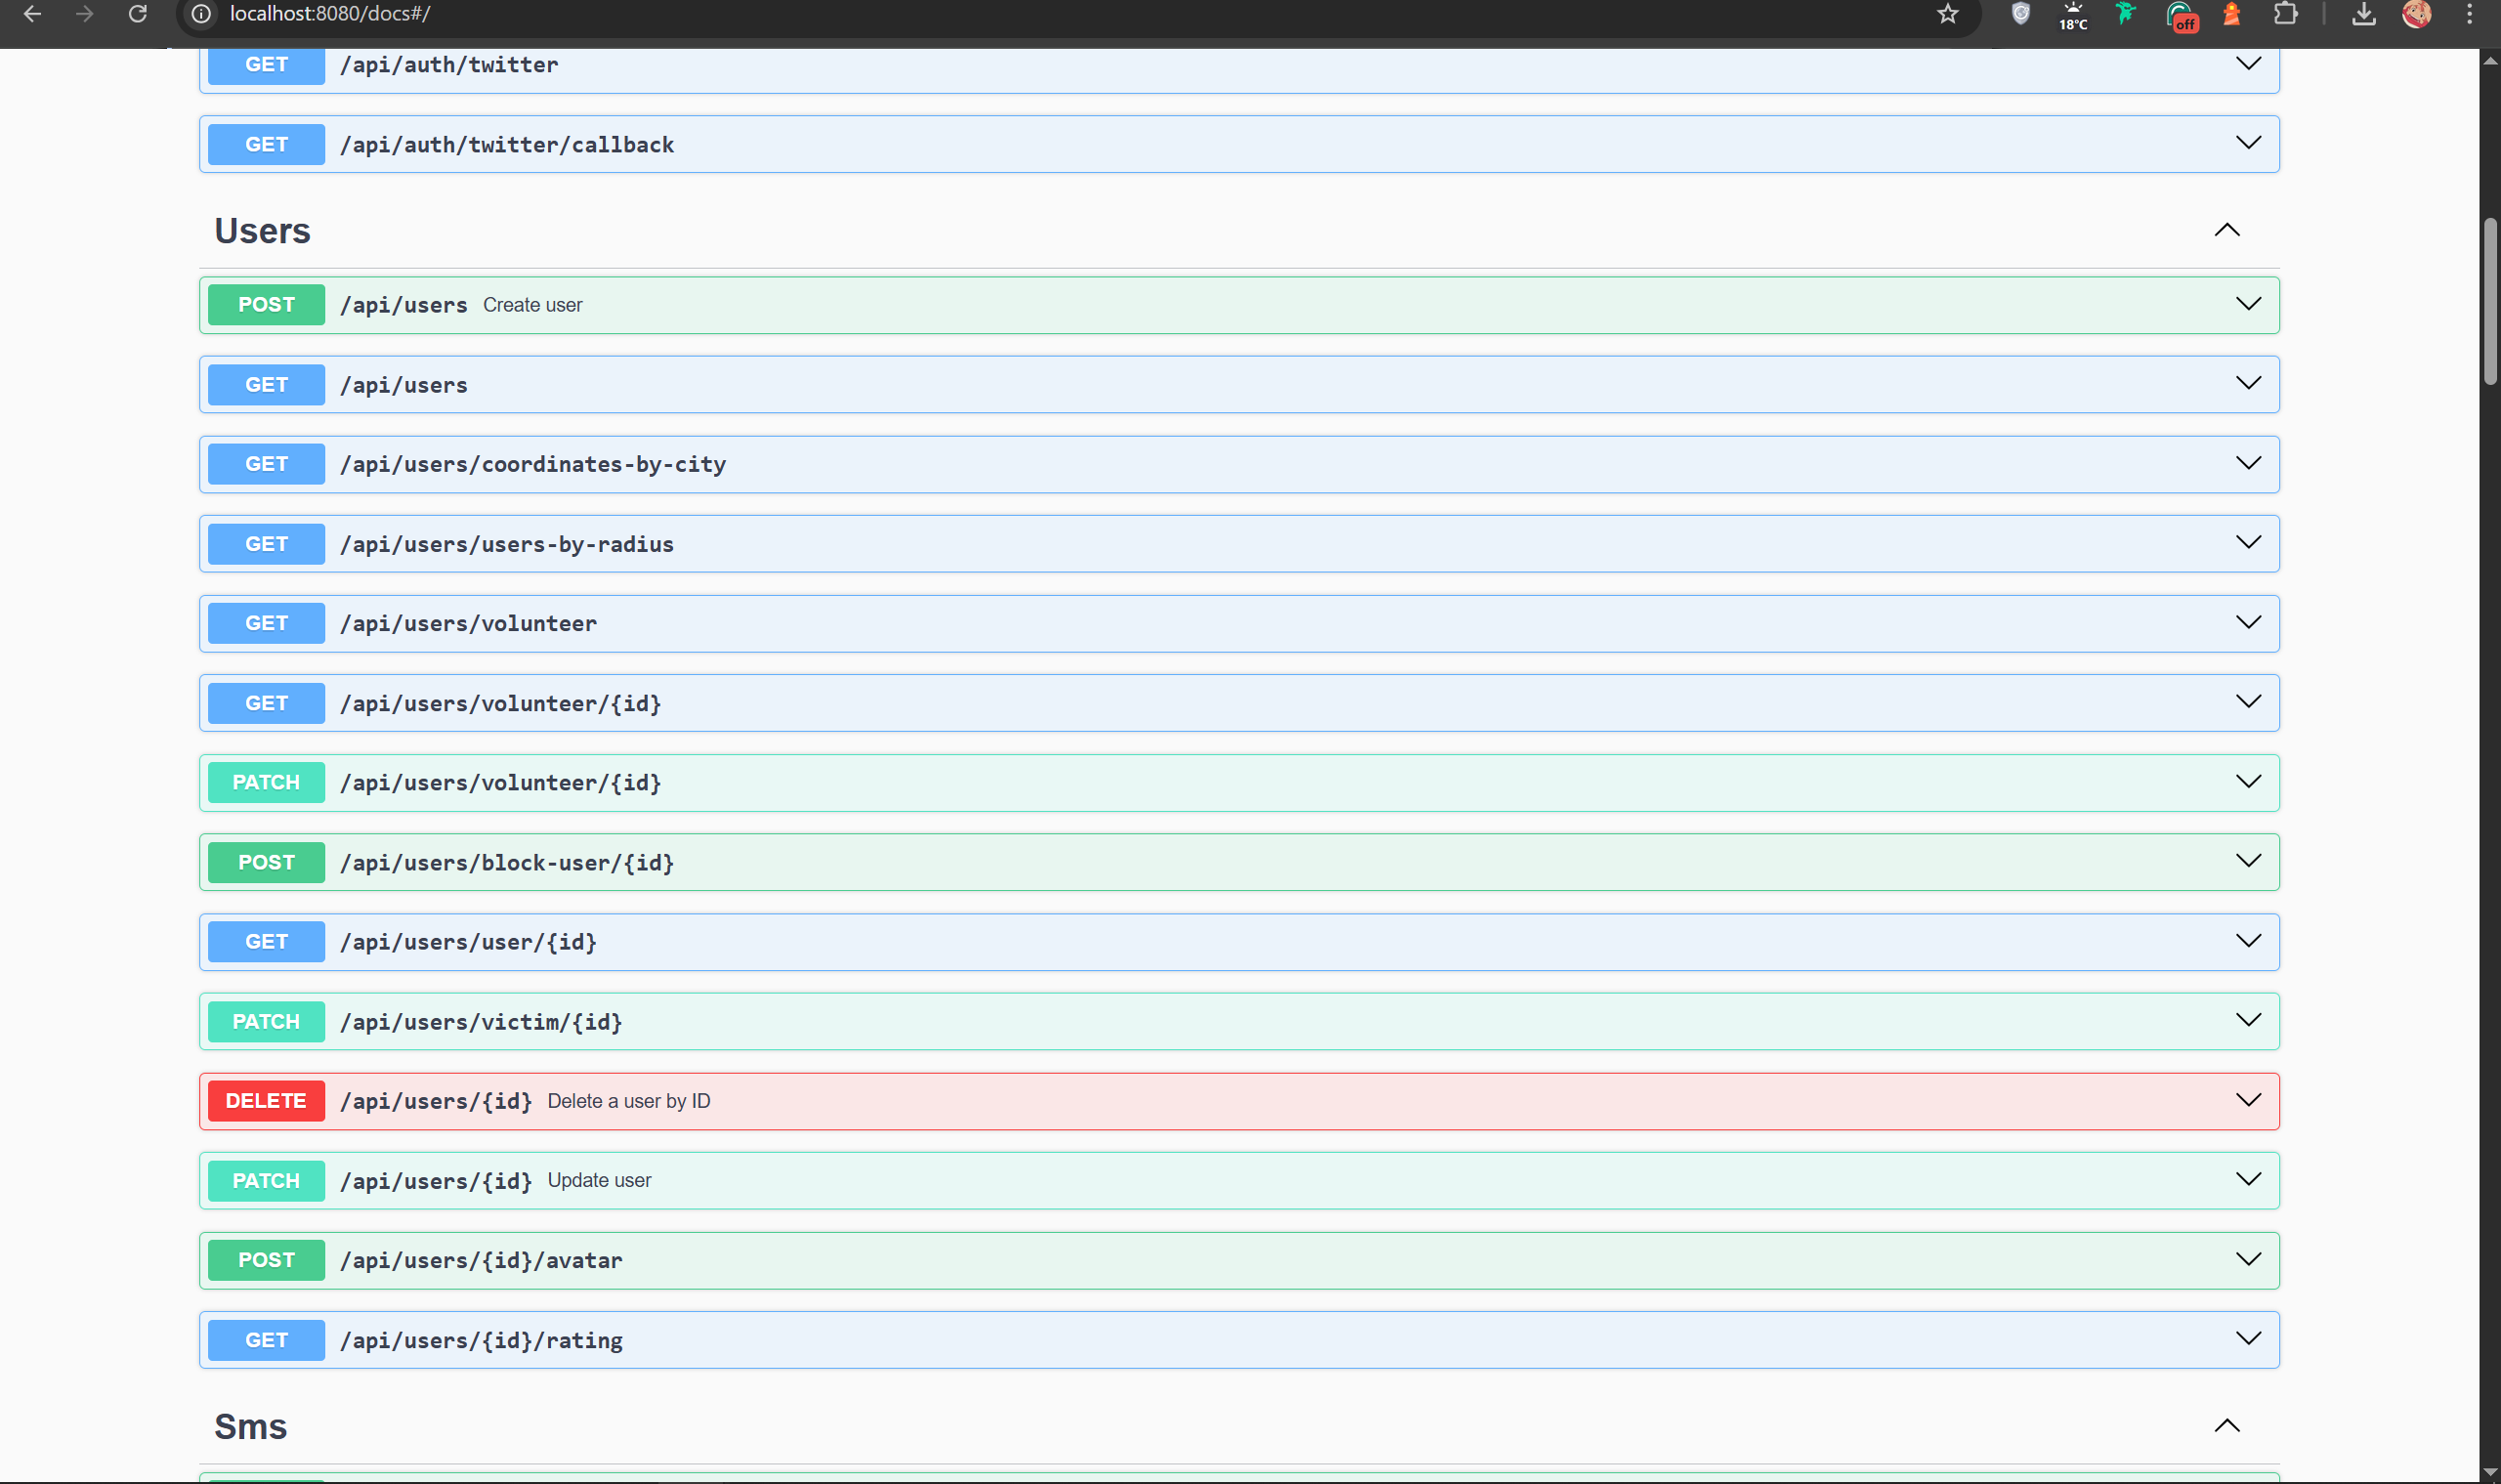 localhost:8080/docs#/
18°C
off
GET /api/auth/twitter
GET /api/auth/twitter/callback
Users
POST /api/users Create user
GET /api/users
GET /api/users/coordinates-by-city
GET /api/users/users-by-radius
GET /api/users/volunteer
GET /api/users/volunteer/{id}
PATCH /api/users/volunteer/{id}
POST /api/users/block-user/{id}
GET /api/users/user/{id}
PATCH /api/users/victim/{id}
DELETE /api/users/{id} Delete a user by ID
PATCH /api/users/{id} Update user
POST /api/users/{id}/avatar
GET /api/users/{id}/rating
Sms